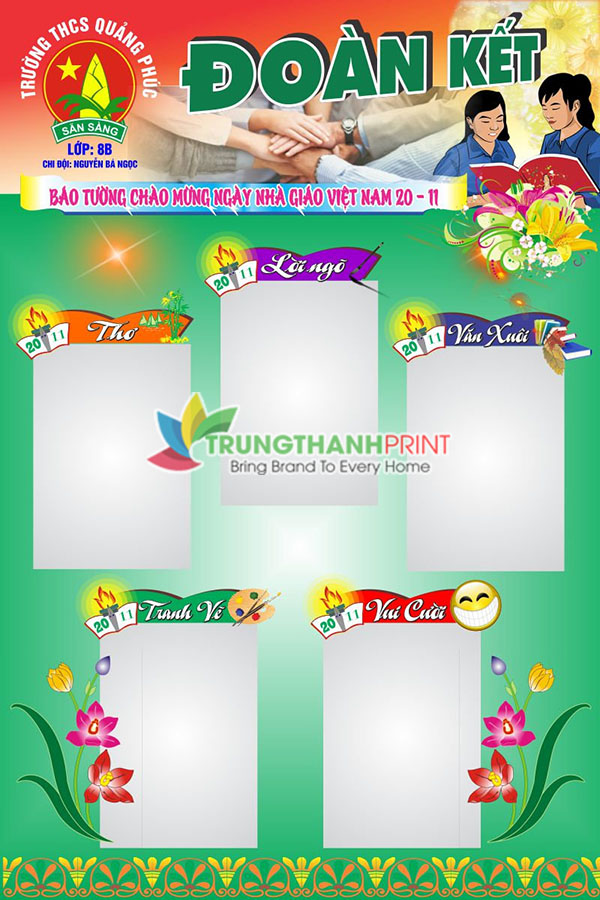 TRƯỜNG THCS QUẢNG PHÚC
SẴN SÀNG
LỚP: 8B
CHI ĐỘI: NGUYỄN BÁ NGỌC
ĐOÀN KẾT
BÁO TƯỜNG CHÀO MỪNG NGÀY NHÀ GIÁO VIỆT NAM 20 - 11
20 11 Lời ngõ
20 11 Thơ
20 11 Văn Xuôi
TRUNGTHANHPRINT
Bring Brand To Every Home
20 11 Tranh Vẽ
20 11 Vui Cười